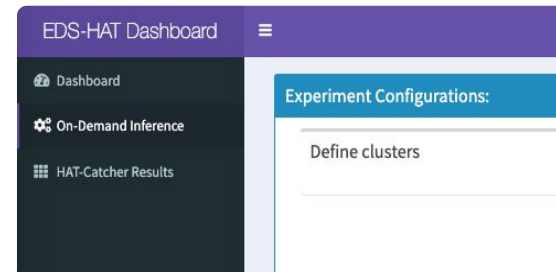 EDS-HAT Dashboard
Dashboard
On-Demand Inference
HAT-Catcher Results
Experiment Configurations:
Define clusters